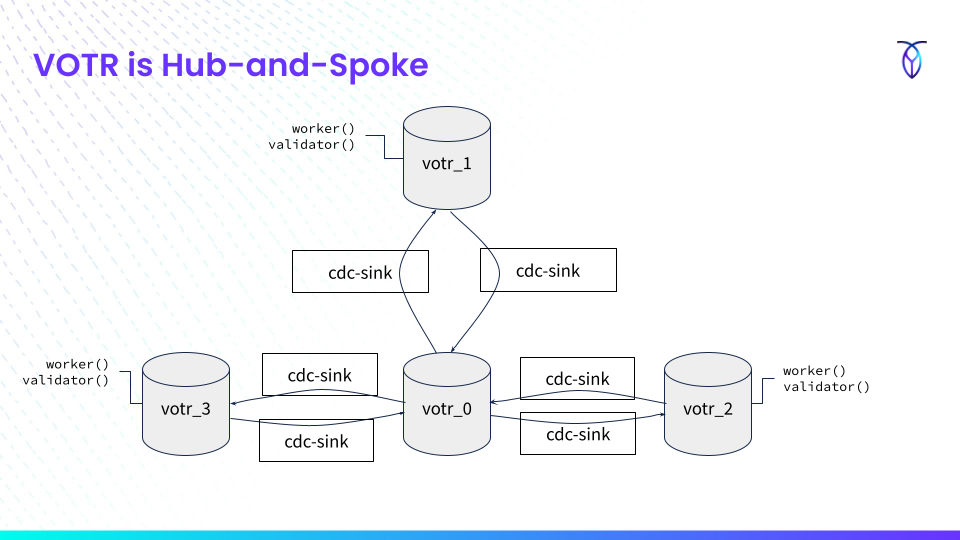 VOTR is Hub-and-Spoke
worker()
validator()
votr_1
cdc-sink
cdc-sink
worker()
validator()
votr_3
cdc-sink
cdc-sink
votr_0
cdc-sink
cdc-sink
votr_2
worker()
validator()